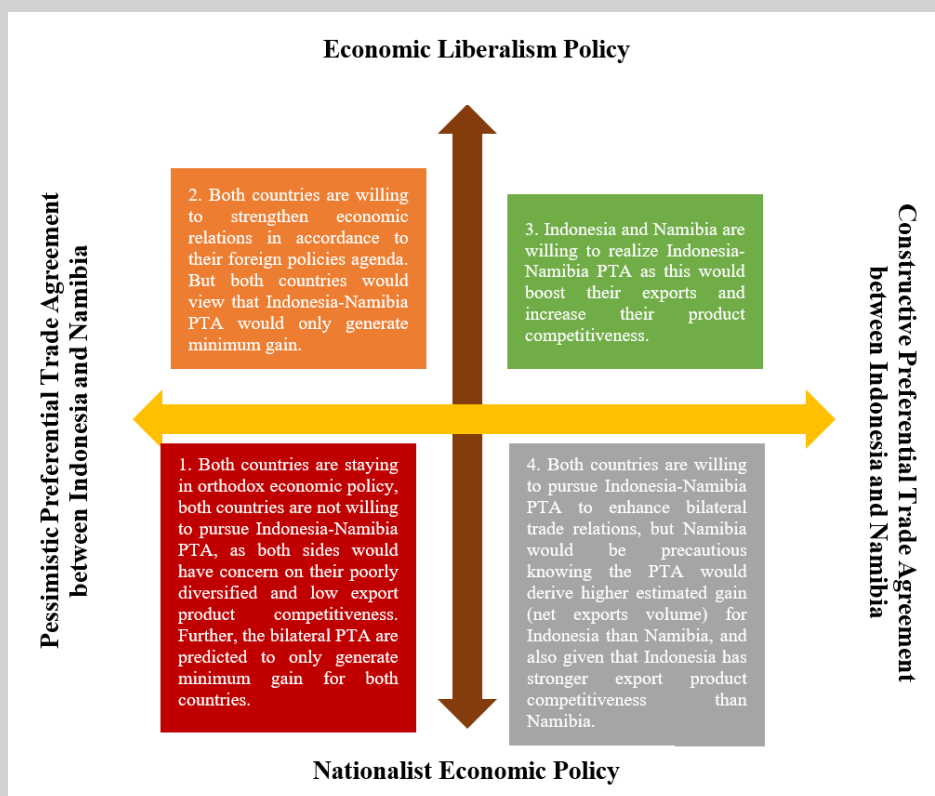 Economic Liberalism Policy
Pessimistic Preferential Trade Agreement
between Indonesia and Namibia
2. Both countries are willing
to strengthen economic
relations in accordance to
their foreign policies agenda.
But both countries would
view that Indonesia-Namibia
PTA would only generate
minimum gain.
3. Indonesia and Namibia are
willing to realize Indonesia-
Namibia PTA as this would
boost their exports and
increase their product
competitiveness.
Constructive Preferential Trade Agreement
between Indonesia and Namibia
1. Both countries are staying
in orthodox economic policy,
both countries are not willing
to pursue Indonesia-Namibia
PTA, as both sides would
have concern on their poorly
diversified and low export
product competitiveness.
Further, the bilateral PTA are
predicted to only generate
minimum gain for both
countries.
4. Both countries are willing
to pursue Indonesia-Namibia
PTA to enhance bilateral
trade relations, but Namibia
would be precautious
knowing the PTA would
derive higher estimated gain
(net exports volume) for
Indonesia than Namibia, and
also given that Indonesia has
stronger export product
competitiveness than
Namibia.
Nationalist Economic Policy